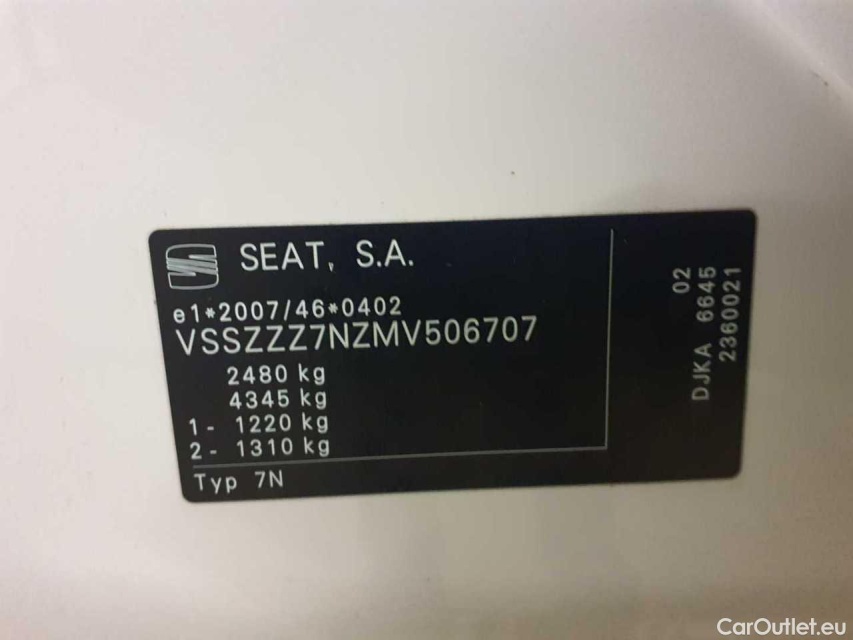 SEAT, S.A.
e1*2007/46*0402
VSSZZZ7NZMV506707
2480 kg
4345 kg
1 - 1220 kg
2 - 1310 kg
Typ 7N
02
DJKA 6645
2360021
CarOutlet.eu